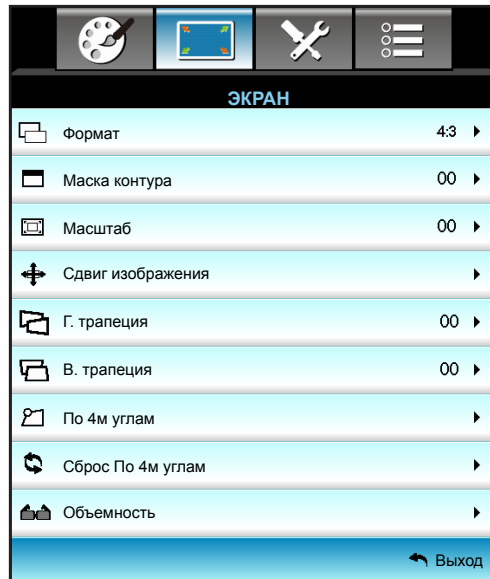 ЭКРАН
Формат 4:3
Маска контура 00
Масштаб 00
Сдвиг изображения
Г. трапеция 00
В. трапеция 00
По 4м углам
Сброс По 4м углам
Объемность
Выход